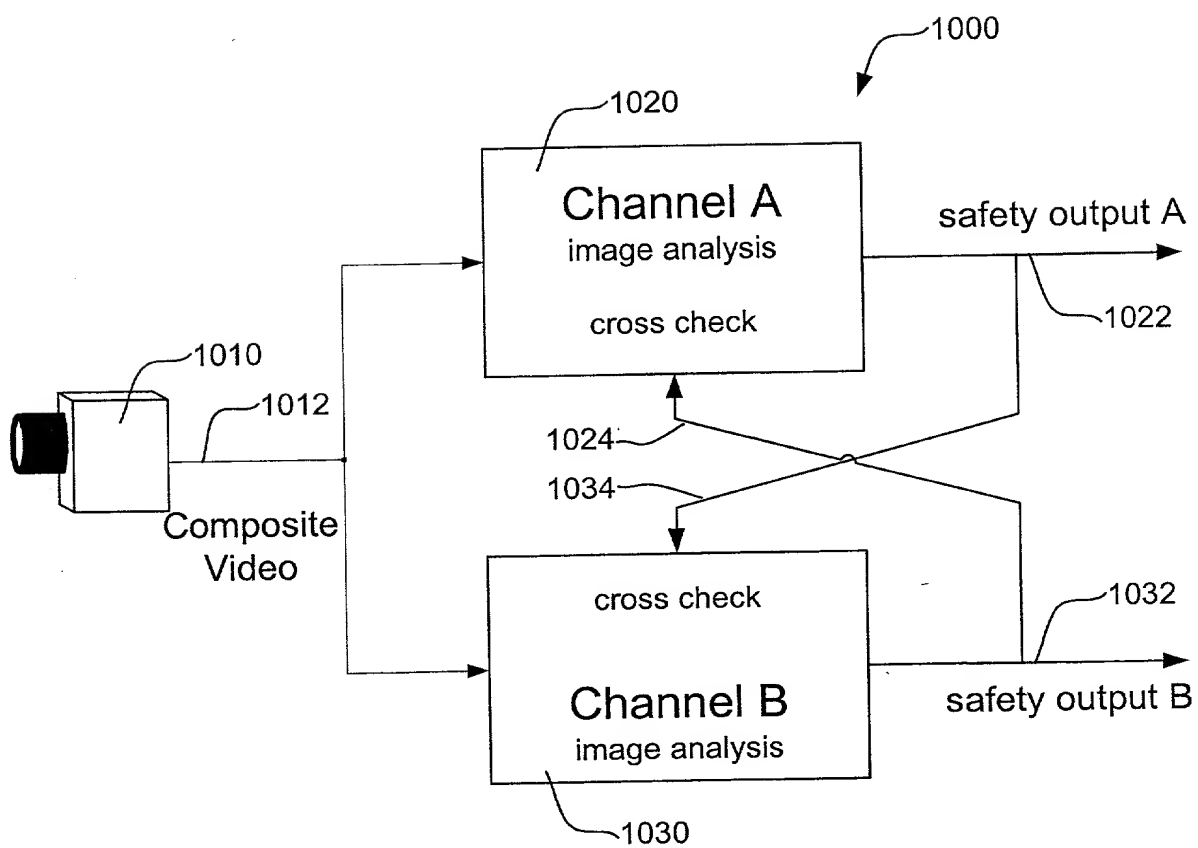 1000
1020
Channel A
image analysis
cross check
safety output A
1022
1010
1012
Composite
Video
1024
1034
cross check
Channel B
image analysis
1032
safety output B
1030